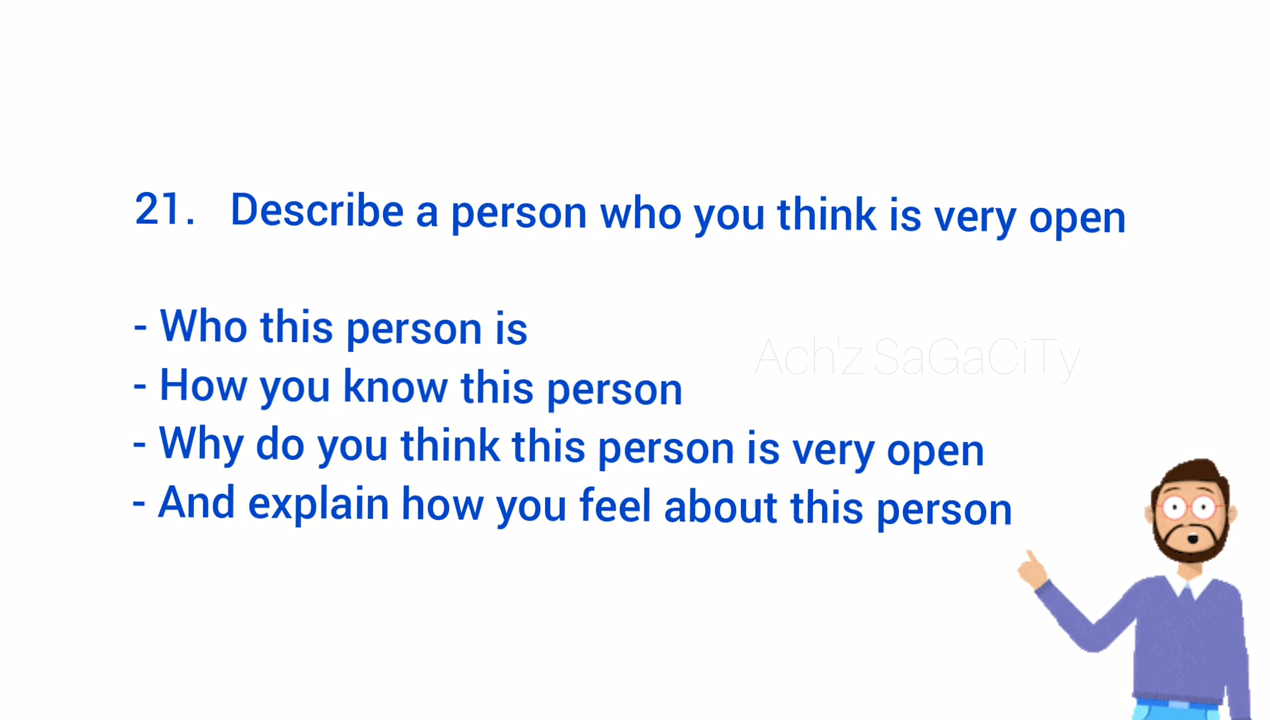 21. Describe a person who you think is very open
- Who this person is
Ach'z SaGaCiTy
- How you know this person
- Why do you think this person is very open
- And explain how you feel about this person